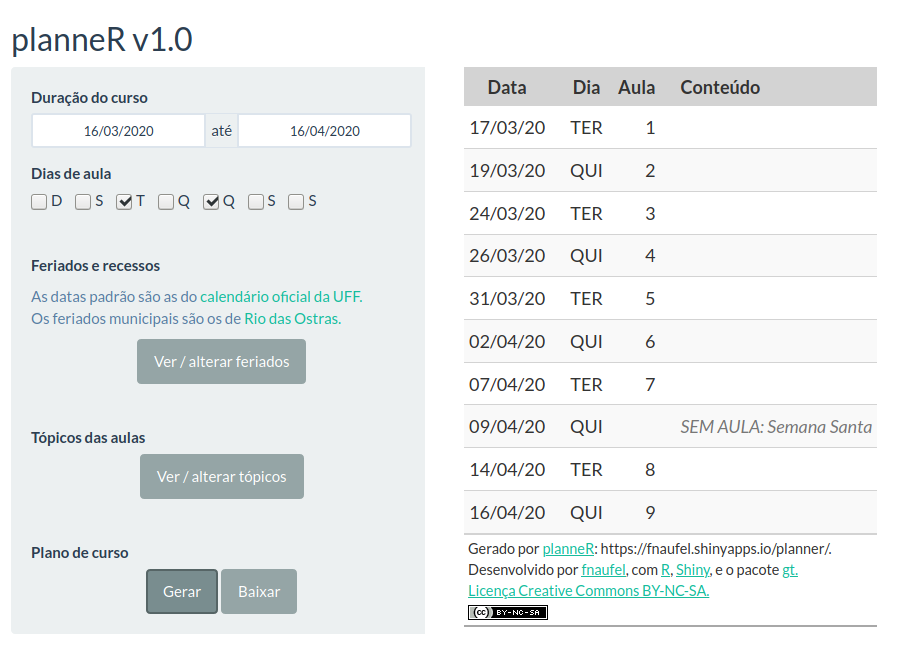 planneR v1.0
Duração do curso
16/03/2020 até 16/04/2020
Dias de aula
D S T Q Q S S
Feriados e recessos
As datas padrão são as do calendário oficial da UFF.
Os feriados municipais são os de Rio das Ostras.
Ver / alterar feriados
Tópicos das aulas
Ver / alterar tópicos
Plano de curso
Gerar Baixar
Data Dia Aula Conteúdo
17/03/20 TER 1
19/03/20 QUI 2
24/03/20 TER 3
26/03/20 QUI 4
31/03/20 TER 5
02/04/20 QUI 6
07/04/20 TER 7
09/04/20 QUI SEM AULA: Semana Santa
14/04/20 TER 8
16/04/20 QUI 9
Gerado por planneR: https://fnaufel.shinyapps.io/planner/.
Desenvolvido por fnaufel, com R, Shiny, e o pacote gt.
Licença Creative Commons BY-NC-SA.
(cc) BY-NC-SA